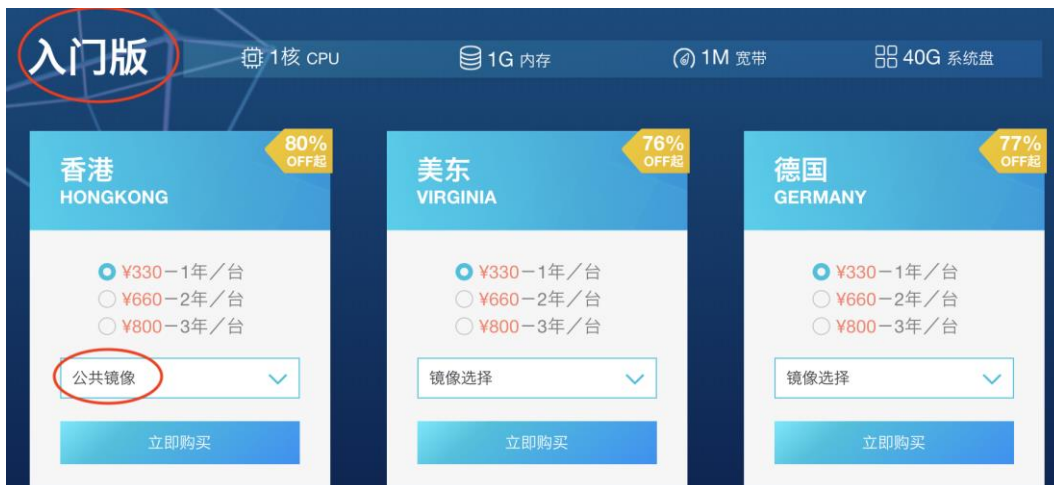 入门版
1核 CPU
1G 内存
1M 宽带
40G 系统盘
80%
OFF起
香港
HONGKONG
¥330－1年／台
¥660－2年／台
¥800－3年／台
公共镜像
立即购买
76%
OFF起
美东
VIRGINIA
¥330－1年／台
¥660－2年／台
¥800－3年／台
镜像选择
立即购买
77%
OFF起
德国
GERMANY
¥330－1年／台
¥660－2年／台
¥800－3年／台
镜像选择
立即购买